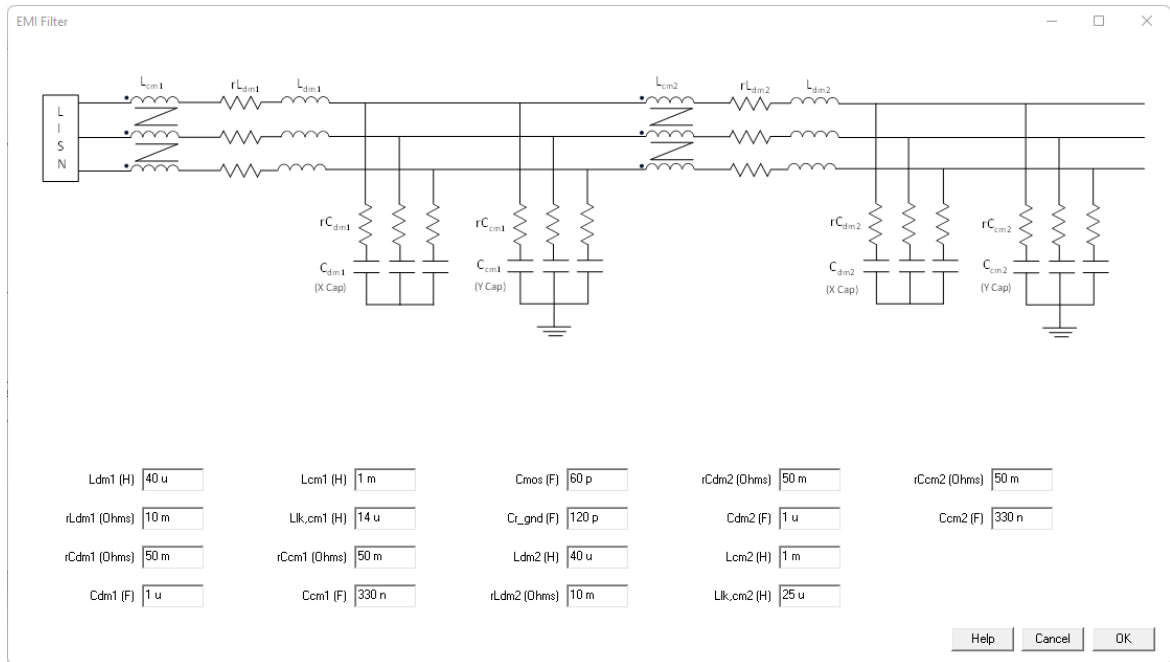 EMI Filter
Lcm1 rLdm1 Ldm1 Lcm2 rLdm2 Ldm2
L
I
S
N
rCdm1 rCcm1 rCdm2 rCcm2
Cdm1 Ccm1 Cdm2 Ccm2
(X Cap) (Y Cap) (X Cap) (Y Cap)
Ldm1 (H) 40 u Lcm1 (H) 1 m Cmos (F) 60 p rCdm2 (Ohms) 50 m rCcm2 (Ohms) 50 m
rLdm1 (Ohms) 10 m Llk,cm1 (H) 14 u Cr_gnd (F) 120 p Cdm2 (F) 1 u Ccm2 (F) 330 n
rCdm1 (Ohms) 50 m rCcm1 (Ohms) 50 m Ldm2 (H) 40 u Lcm2 (H) 1 m
Cdm1 (F) 1 u Ccm1 (F) 330 n rLdm2 (Ohms) 10 m Llk,cm2 (H) 25 u
Help Cancel OK